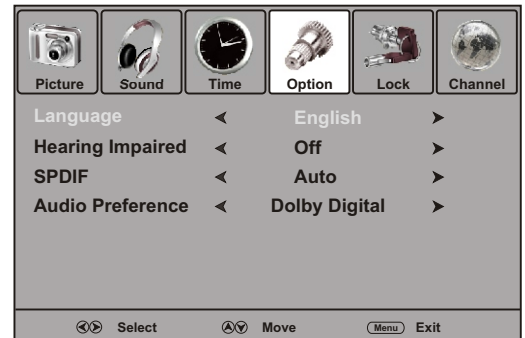 Picture Sound Time Option Lock Channel
Language English
Hearing Impaired Off
SPDIF Auto
Audio Preference Dolby Digital
Select Move Menu Exit